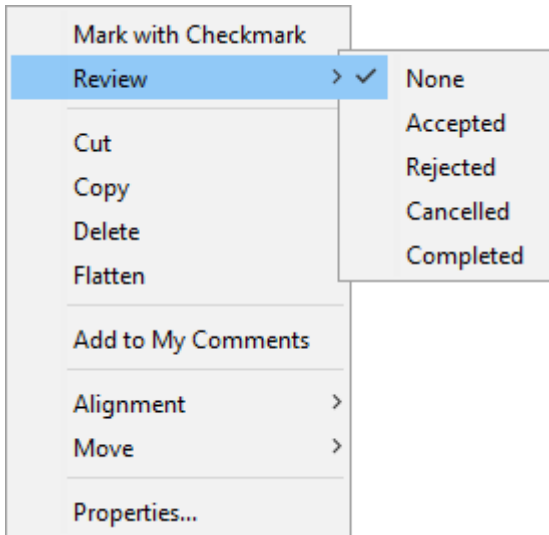 Mark with Checkmark
Review
None
Accepted
Rejected
Cancelled
Completed
Cut
Copy
Delete
Flatten
Add to My Comments
Alignment
Move
Properties...